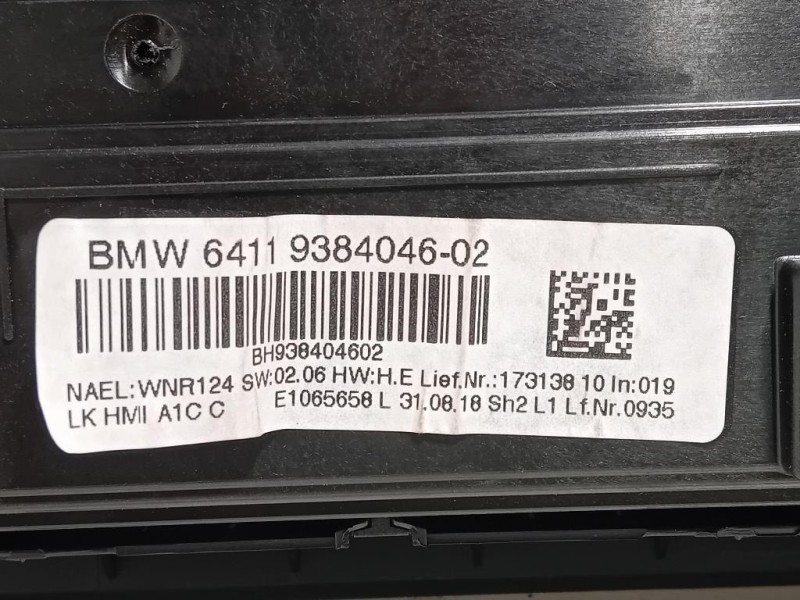 BMW 6411 9384046-02
BH938404602
NAEL:WNR124 SW:02.06 HW:H.E Lief.Nr.:173138 10 In:019
LK HMI A1C C E1065658 L 31.08.18 Sh2 L1 Lf.Nr.0935